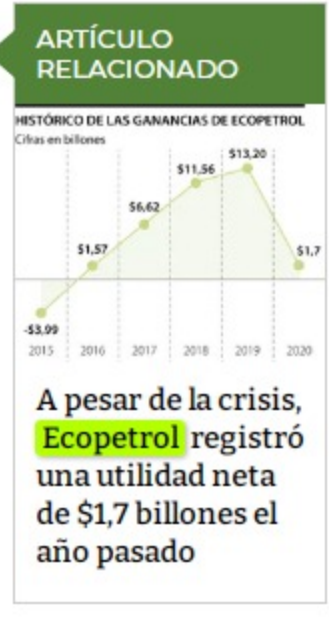 ARTÍCULO
RELACIONADO
HISTÓRICO DE LAS GANANCIAS DE ECOPETROL
Cifras en billones
$13,20
$11,56
$6,62
$1,57
$1,7
-$3,99
2015 2016 2017 2018 2019 2020
A pesar de la crisis,
Ecopetrol registró
una utilidad neta
de $1,7 billones el
año pasado